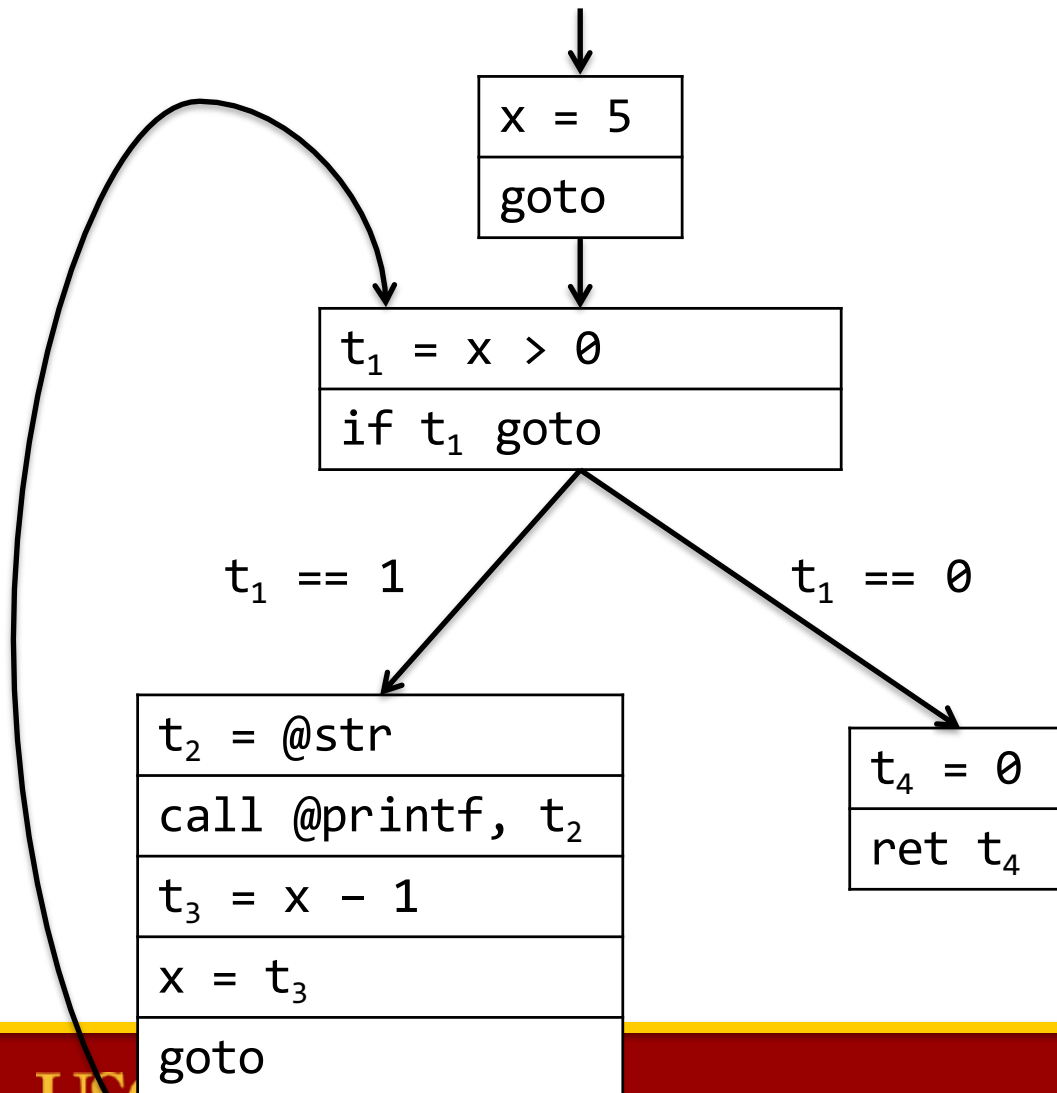 x = 5
goto
t₁ = x > 0
if t₁ goto
t₁ == 1
t₁ == 0
t₂ = @str
call @printf, t₂
t₃ = x – 1
x = t₃
goto
t₄ = 0
ret t₄